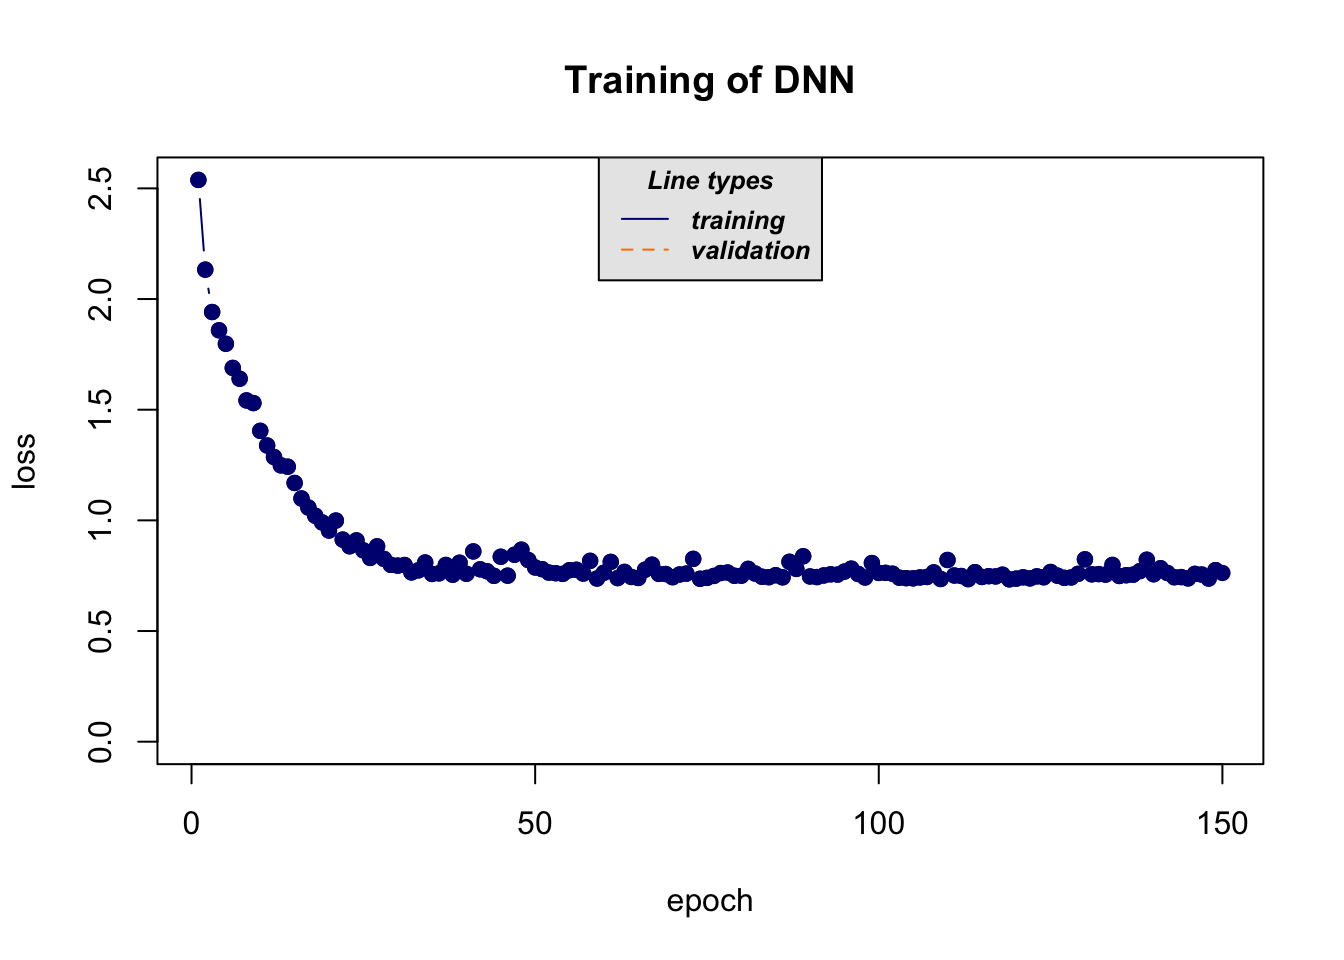 Training of DNN
Line types
training
validation
loss
2.5
2.0
1.5
1.0
0.5
0.0
0 50 100 150
epoch